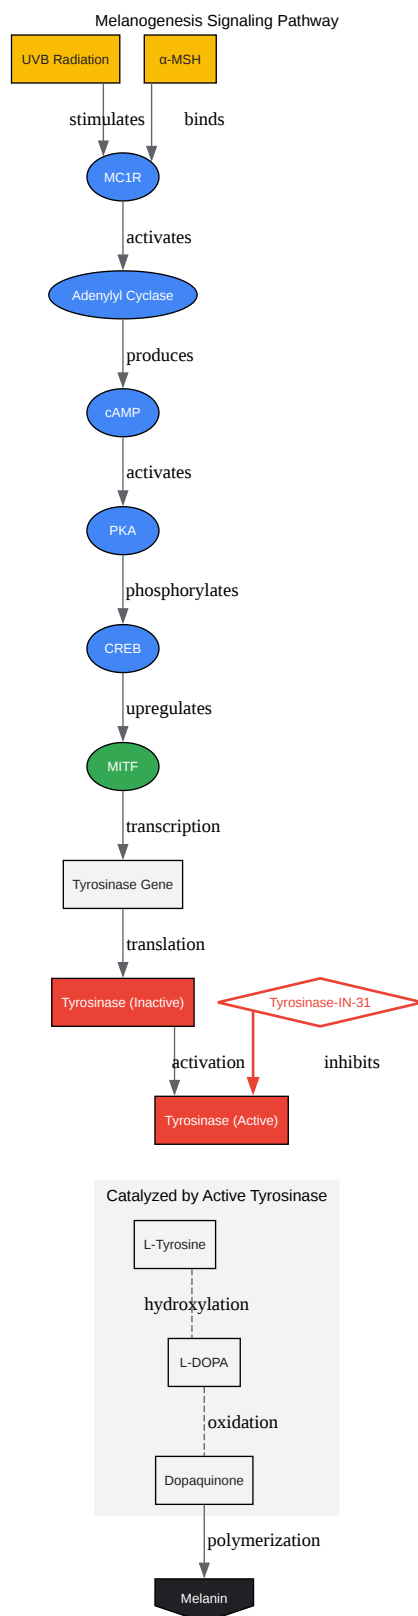 Melanogenesis Signaling Pathway
UVB Radiation
α-MSH
stimulates
binds
MC1R
activates
Adenylyl Cyclase
produces
cAMP
activates
PKA
phosphorylates
CREB
upregulates
MITF
transcription
Tyrosinase Gene
translation
Tyrosinase (Inactive)
Tyrosinase-IN-31
activation
inhibits
Tyrosinase (Active)
Catalyzed by Active Tyrosinase
L-Tyrosine
hydroxylation
L-DOPA
oxidation
Dopaquinone
polymerization
Melanin